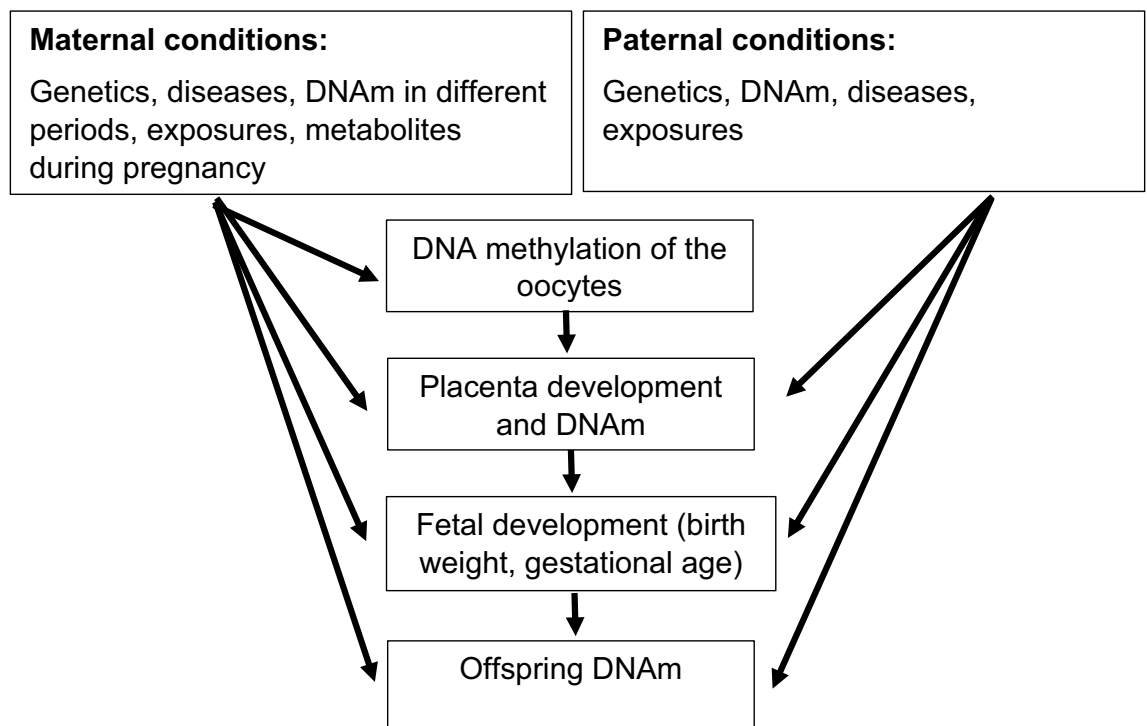 Maternal conditions:
Genetics, diseases, DNAm in different
periods, exposures, metabolites
during pregnancy
Paternal conditions:
Genetics, DNAm, diseases,
exposures
DNA methylation of the
oocytes
Placenta development
and DNAm
Fetal development (birth
weight, gestational age)
Offspring DNAm